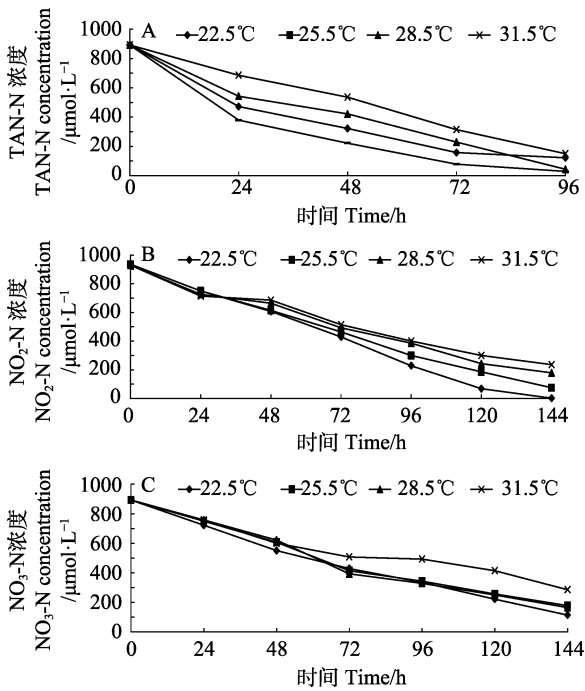 A
22.5℃ 25.5℃ 28.5℃ 31.5℃
TAN-N 浓度
TAN-N concentration
/μmol·L⁻¹
1000
800
600
400
200
0
0 24 48 72 96
时间 Time/h
B
22.5℃ 25.5℃ 28.5℃ 31.5℃
NO₂-N 浓度
NO₂-N concentration
/μmol·L⁻¹
1000
800
600
400
200
0
0 24 48 72 96 120 144
时间 Time/h
C
22.5℃ 25.5℃ 28.5℃ 31.5℃
NO₃-N浓度
NO₃-N concentration
/μmol·L⁻¹
1000
800
600
400
200
0
0 24 48 72 96 120 144
时间 Time/h